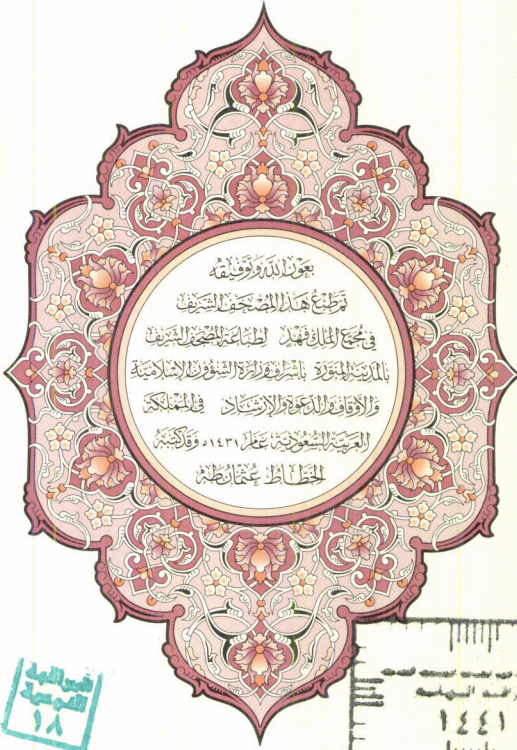 بعون الله وتوفيقه
تم طبع هذا المصحف الشريف
في مجمع الملك فهد لطباعة المصحف الشريف
بالمدينة المنورة بإشراف وزارة الشؤون الإسلامية
والأوقاف والدعوة والإرشاد في المملكة
العربية السعودية عام ١٤٣١ه وقد كتبه
الخطاط عثمان طه
١٨
١٤٤١